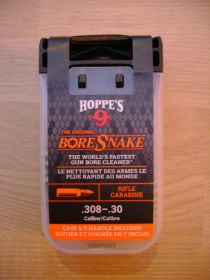 HOPPE'S
9
THE ORIGINAL
BORESNAKE
THE WORLD'S FASTEST
GUN BORE CLEANER
LE NETTOYANT DES ARMES LE
PLUS RAPIDE AU MONDE
RIFLE
CARABINE
.308-.30
Caliber/Calibre
CASE & T-HANDLE INCLUDED
BOÎTIER ET POIGNÉE EN T INCLUS